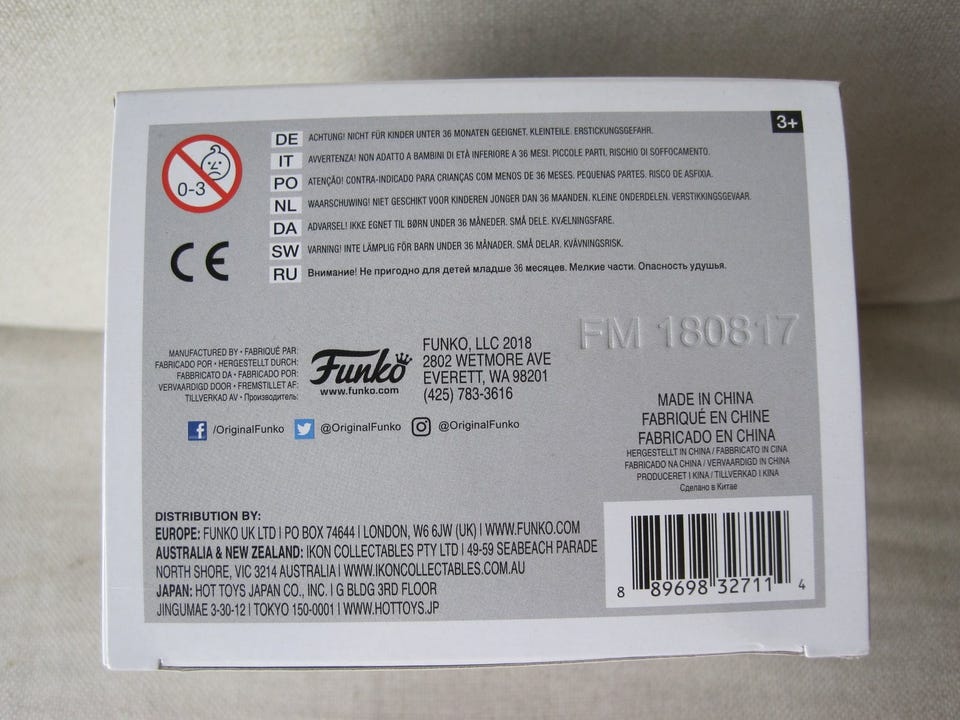 3+
0-3
DE ACHTUNG! NICHT FÜR KINDER UNTER 36 MONATEN GEEIGNET. KLEINTEILE. ERSTICKUNGSGEFAHR.
IT AVVERTENZA! NON ADATTO A BAMBINI DI ETÀ INFERIORE A 36 MESI. PICCOLE PARTI, RISCHIO DI SOFFOCAMENTO.
PO ATENÇÃO! CONTRA-INDICADO PARA CRIANÇAS COM MENOS DE 36 MESES. PEQUENAS PARTES. RISCO DE ASFIXIA.
NL WAARSCHUWING! NIET GESCHIKT VOOR KINDEREN JONGER DAN 36 MAANDEN. KLEINE ONDERDELEN. VERSTIKKINGSGEVAAR.
DA ADVARSEL! IKKE EGNET TIL BØRN UNDER 36 MÅNEDER. SMÅ DELE. KVÆLNINGSFARE.
SW VARNING! INTE LÄMPLIG FÖR BARN UNDER 36 MÅNADER. SMÅ DELAR. KVÄVNINGSRISK.
RU Внимание! Не пригодно для детей младше 36 месяцев. Мелкие части. Опасность удушья.
CE
FM 180817
MANUFACTURED BY • FABRIQUÉ PAR:
FABRICADO POR • HERGESTELLT DURCH:
FABBRICATO DA • FABRICADO POR:
VERVAARDIGD DOOR • FREMSTILLET AF:
TILLVERKAD AV • Производитель:
Funko
www.funko.com
FUNKO, LLC 2018
2802 WETMORE AVE
EVERETT, WA 98201
(425) 783-3616
/OriginalFunko @OriginalFunko @OriginalFunko
MADE IN CHINA
FABRIQUÉ EN CHINE
FABRICADO EN CHINA
HERGESTELLT IN CHINA / FABBRICATO IN CINA
FABRICADO NA CHINA / VERVAARDIGD IN CHINA
PRODUCERET I KINA / TILLVERKAD I KINA
Сделано в Китае
DISTRIBUTION BY:
EUROPE: FUNKO UK LTD | PO BOX 74644 | LONDON, W6 6JW (UK) | WWW.FUNKO.COM
AUSTRALIA & NEW ZEALAND: IKON COLLECTABLES PTY LTD | 49-59 SEABEACH PARADE
NORTH SHORE, VIC 3214 AUSTRALIA | WWW.IKONCOLLECTABLES.COM.AU
JAPAN: HOT TOYS JAPAN CO., INC. | G BLDG 3RD FLOOR
JINGUMAE 3-30-12 | TOKYO 150-0001 | WWW.HOTTOYS.JP
8 89698 32711 4